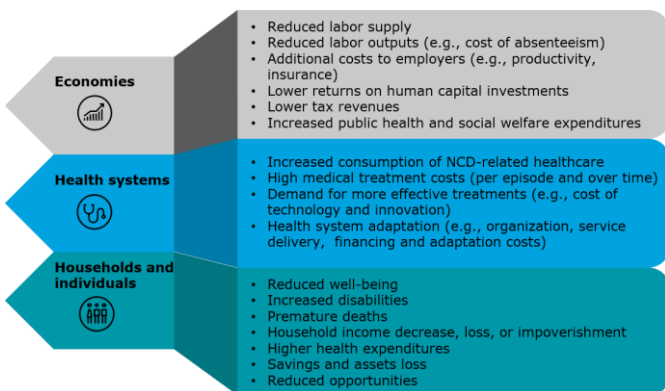 Economies
• Reduced labor supply
• Reduced labor outputs (e.g., cost of absenteeism)
• Additional costs to employers (e.g., productivity,
insurance)
• Lower returns on human capital investments
• Lower tax revenues
• Increased public health and social welfare expenditures
Health systems
• Increased consumption of NCD-related healthcare
• High medical treatment costs (per episode and over time)
• Demand for more effective treatments (e.g., cost of
technology and innovation)
• Health system adaptation (e.g., organization, service
delivery, financing and adaptation costs)
Households and
individuals
• Reduced well-being
• Increased disabilities
• Premature deaths
• Household income decrease, loss, or impoverishment
• Higher health expenditures
• Savings and assets loss
• Reduced opportunities